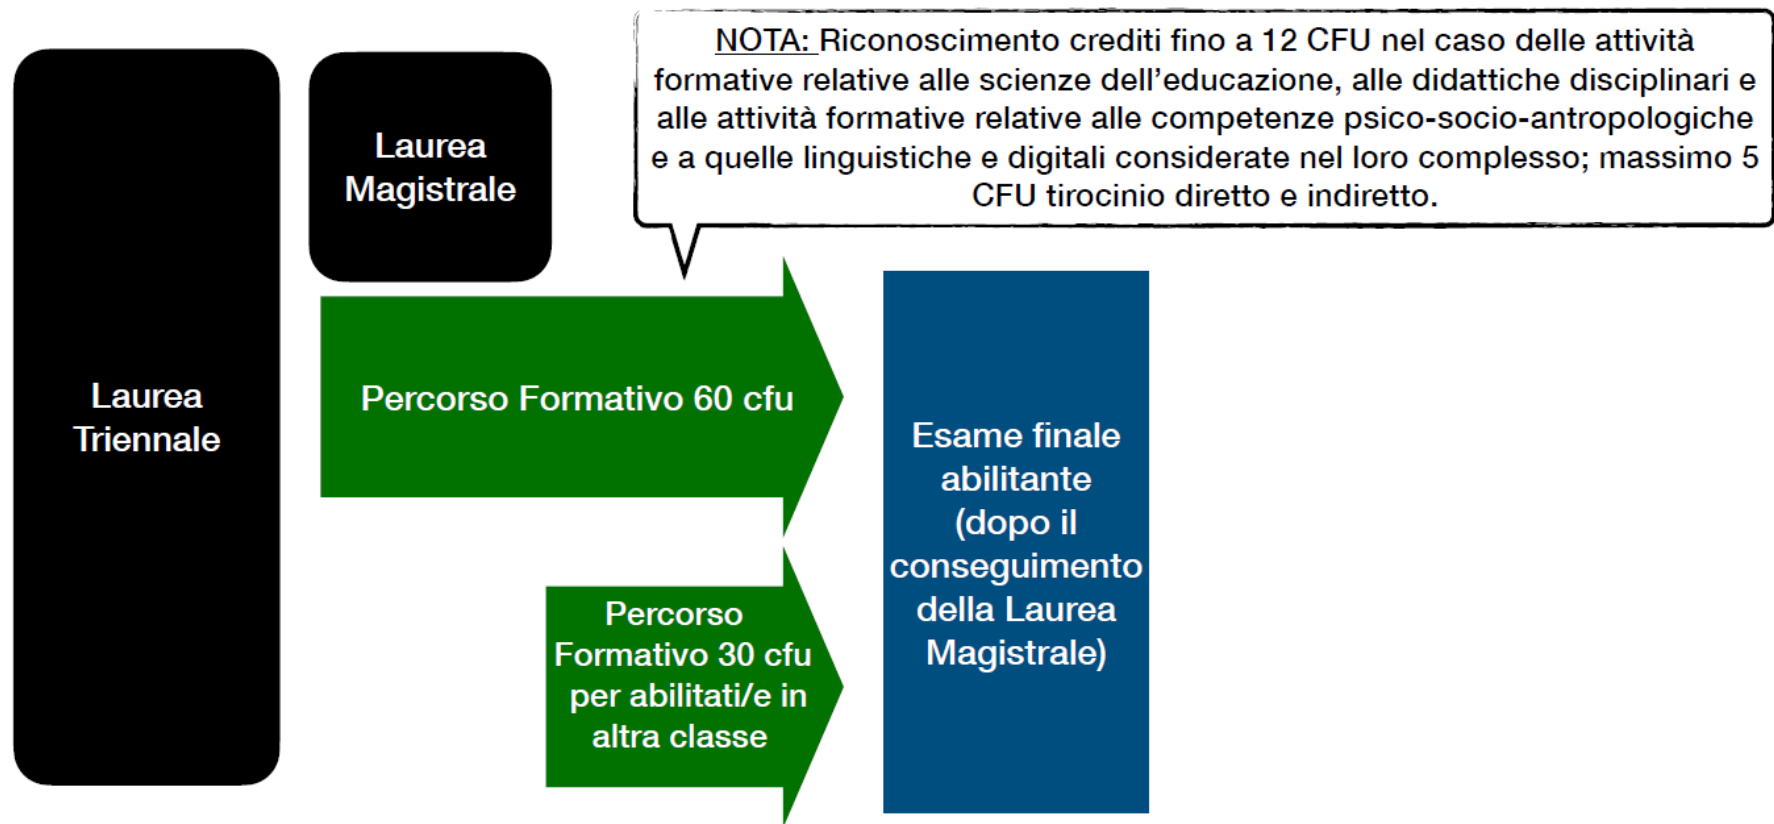 NOTA: Riconoscimento crediti fino a 12 CFU nel caso delle attività
formative relative alle scienze dell'educazione, alle didattiche disciplinari e
alle attività formative relative alle competenze psico-socio-antropologiche
e a quelle linguistiche e digitali considerate nel loro complesso; massimo 5
CFU tirocinio diretto e indiretto.
Laurea
Magistrale
Laurea
Triennale
Percorso Formativo 60 cfu
Esame finale
abilitante
(dopo il
conseguimento
della Laurea
Magistrale)
Percorso
Formativo 30 cfu
per abilitati/e in
altra classe